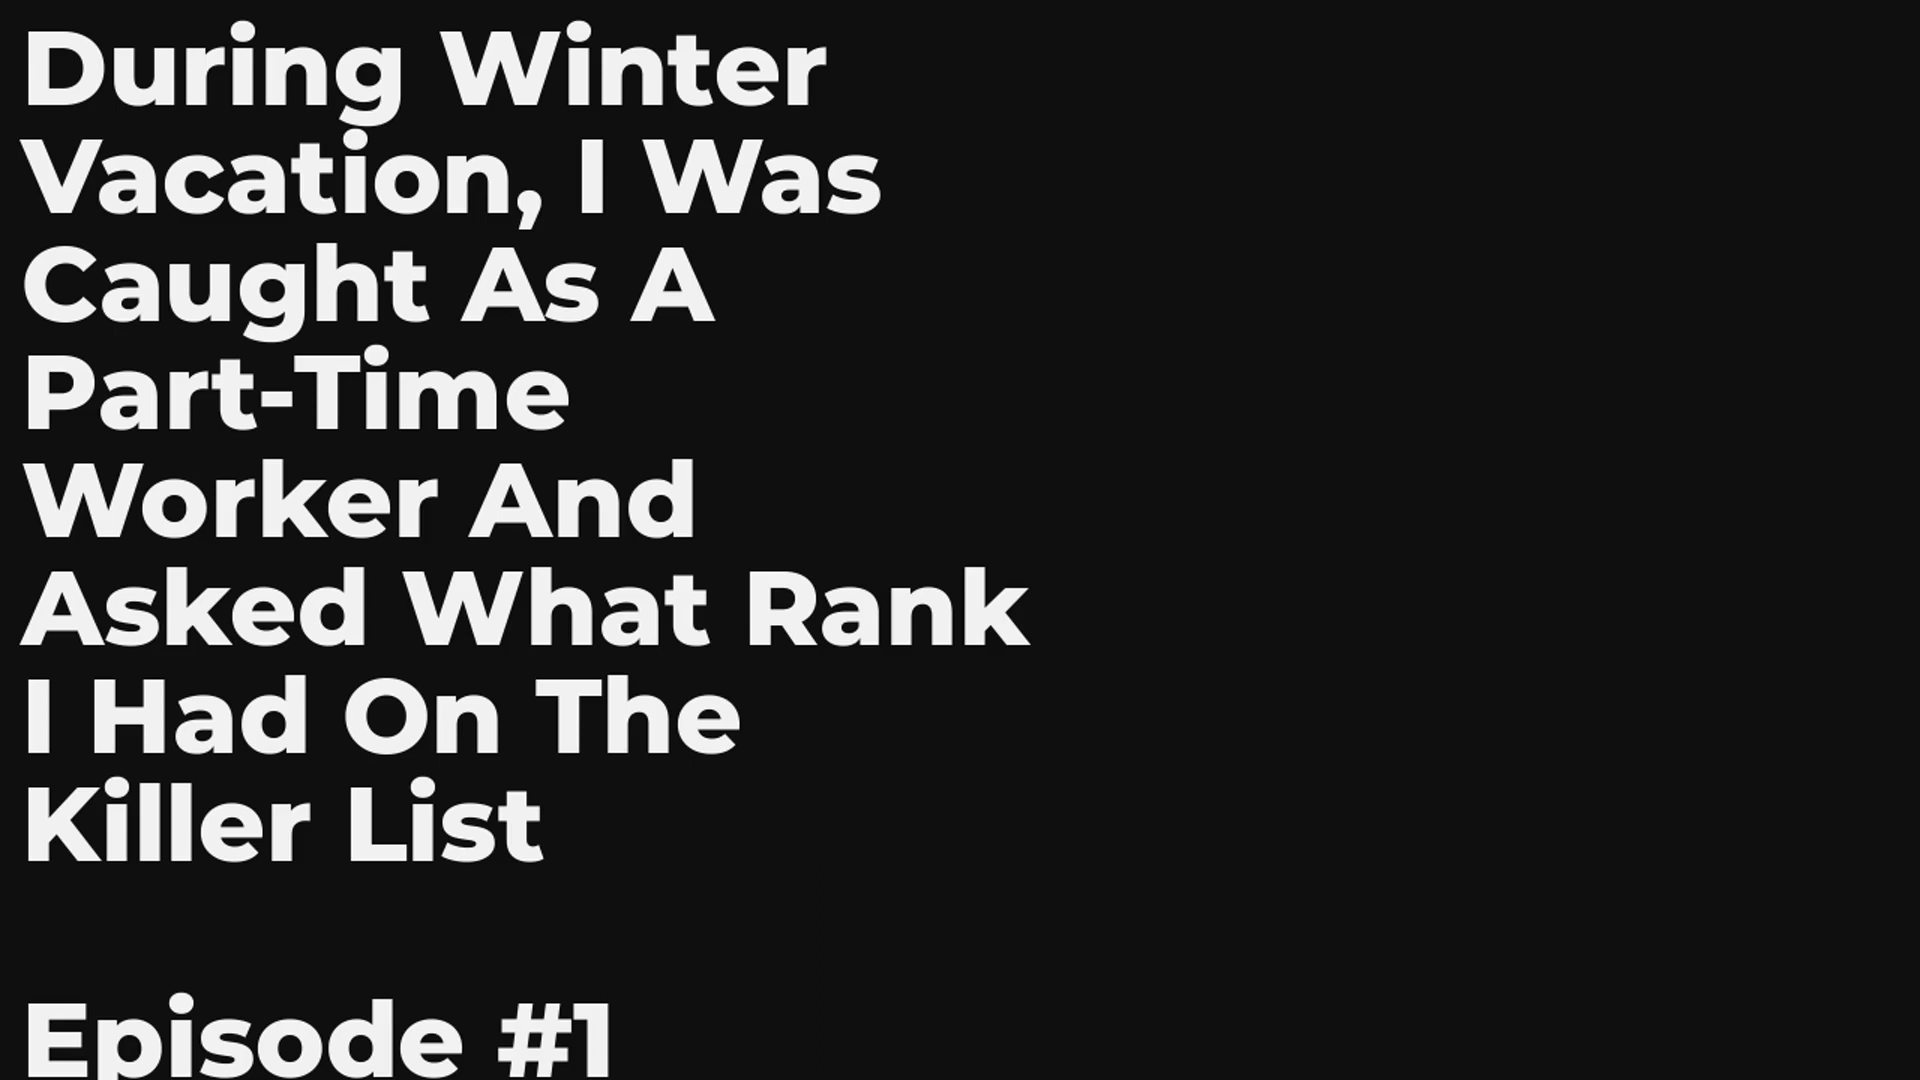 During Winter
Vacation, I Was
Caught As A
Part-Time
Worker And
Asked What Rank
I Had On The
Killer List
Episode #1